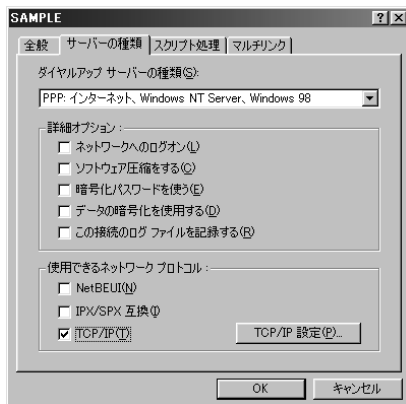 SAMPLE
全般 サーバーの種類 スクリプト処理 マルチリンク
ダイヤルアップ サーバーの種類(S):
PPP: インターネット、Windows NT Server、Windows 98
詳細オプション :
ネットワークへのログオン(L)
ソフトウェア圧縮をする(C)
暗号化パスワードを使う(E)
データの暗号化を使用する(D)
この接続のログ ファイルを記録する(R)
使用できるネットワーク プロトコル :
NetBEUI(N)
IPX/SPX 互換(I)
TCP/IP(T)
TCP/IP 設定(P)...
OK キャンセル